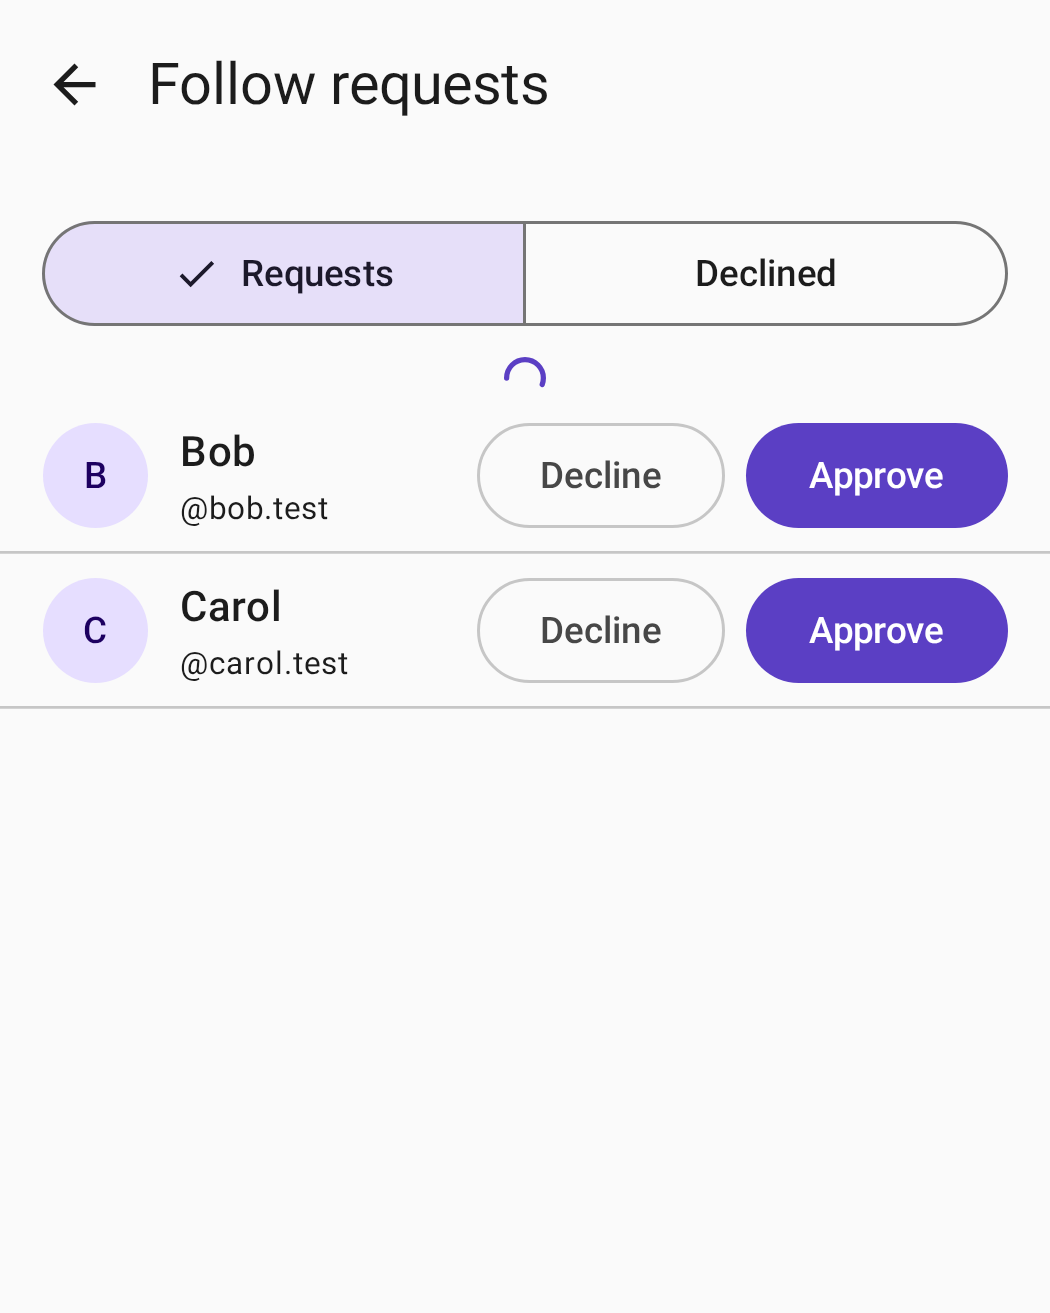 Follow requests
Requests
Declined
B
Bob
@bob.test
Decline
Approve
C
Carol
@carol.test
Decline
Approve